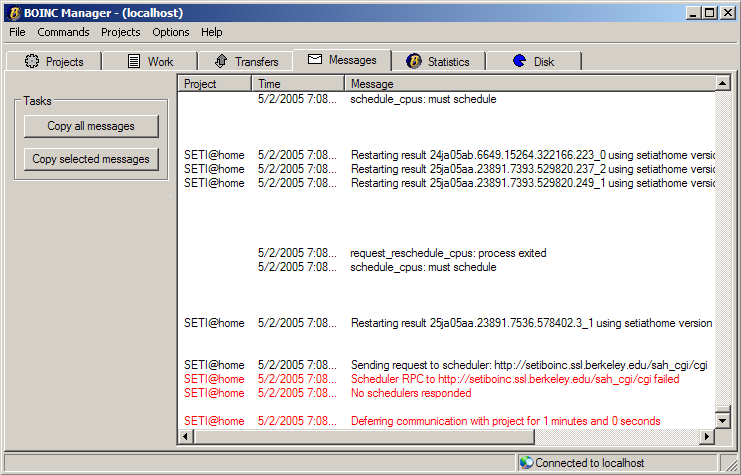 BOINC Manager - (localhost)
File Commands Projects Options Help
Projects Work Transfers Messages Statistics Disk
Tasks
Copy all messages
Copy selected messages
Project Time Message
5/2/2005 7:08... schedule_cpus: must schedule
SETI@home 5/2/2005 7:08... Restarting result 24ja05ab.6649.15264.322166.223_0 using setiathome versio
SETI@home 5/2/2005 7:08... Restarting result 25ja05aa.23891.7393.529820.237_2 using setiathome versio
SETI@home 5/2/2005 7:08... Restarting result 25ja05aa.23891.7393.529820.249_1 using setiathome versio
5/2/2005 7:08... request_reschedule_cpus: process exited
5/2/2005 7:08... schedule_cpus: must schedule
SETI@home 5/2/2005 7:08... Restarting result 25ja05aa.23891.7536.578402.3_1 using setiathome version
SETI@home 5/2/2005 7:08... Sending request to scheduler: http://setiboinc.ssl.berkeley.edu/sah_cgi/cgi
SETI@home 5/2/2005 7:08... Scheduler RPC to http://setiboinc.ssl.berkeley.edu/sah_cgi/cgi failed
SETI@home 5/2/2005 7:08... No schedulers responded
SETI@home 5/2/2005 7:08... Deferring communication with project for 1 minutes and 0 seconds
Connected to localhost